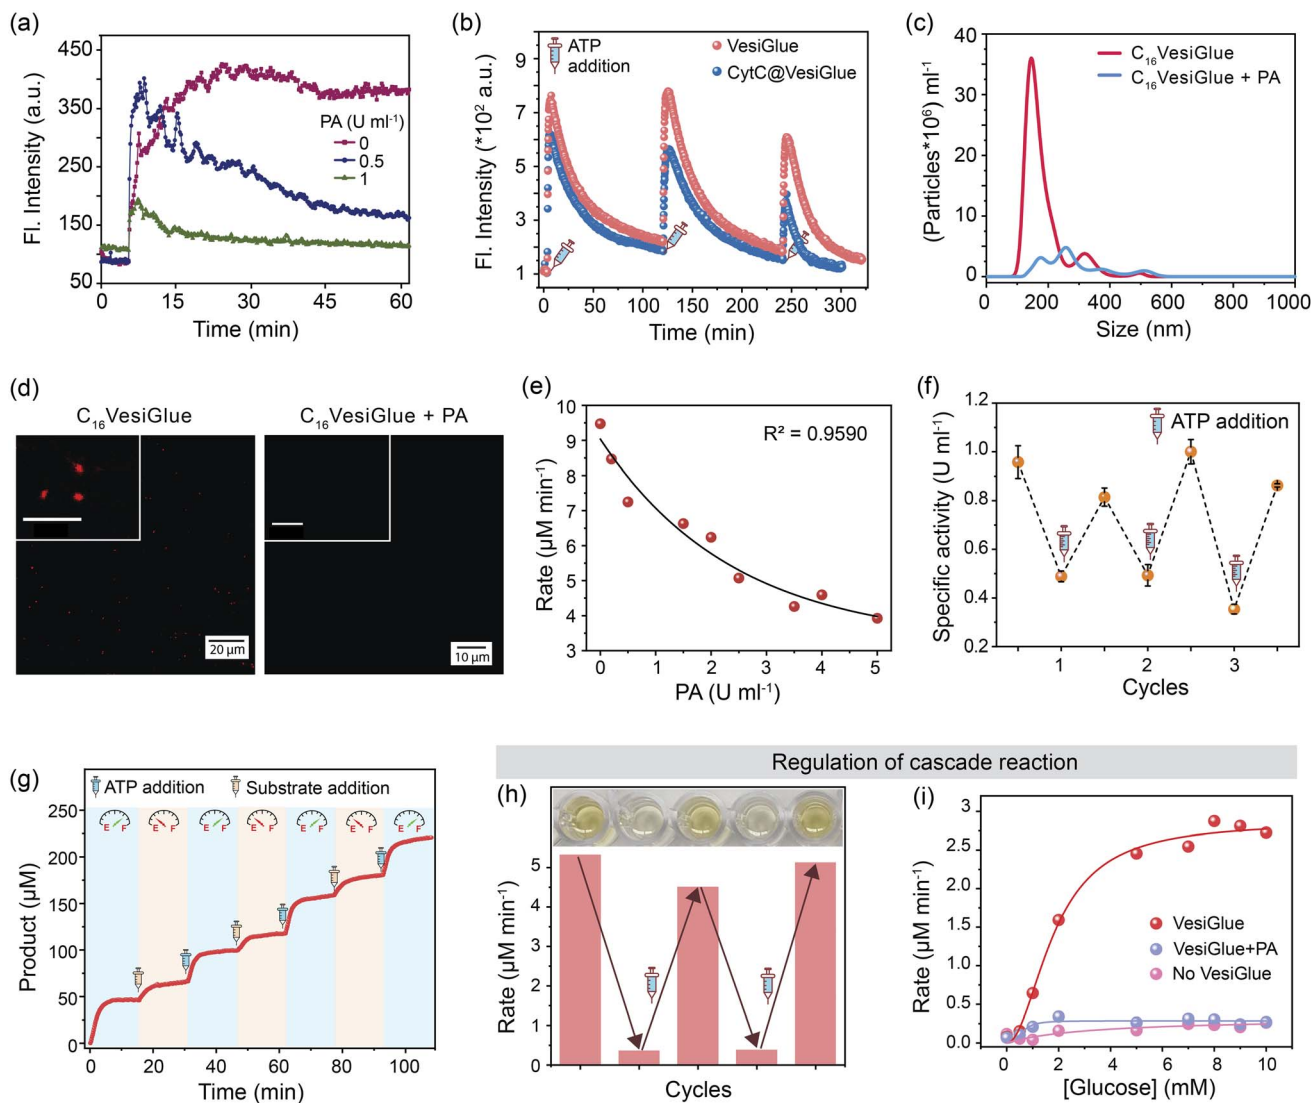 (a)
450
350
250
150
50
Fl. Intensity (a.u.)
PA (U ml⁻¹)
0
0.5
1
0
15
30
45
60
Time (min)
(b)
9
7
5
3
1
Fl. Intensity (*10² a.u.)
ATP
addition
VesiGlue
CytC@VesiGlue
0
50
100
150
200
250
300
Time (min)
(c)
40
30
20
10
0
(Particles*10⁶) ml⁻¹
C₁₆VesiGlue
C₁₆VesiGlue + PA
0
200
400
600
800
1000
Size (nm)
(d)
C₁₆VesiGlue
C₁₆VesiGlue + PA
20 µm
10 µm
(e)
10
9
8
7
6
5
4
3
Rate (µM min⁻¹)
R² = 0.9590
0
1
2
3
4
5
PA (U ml⁻¹)
(f)
1.2
1.0
0.8
0.6
0.4
0.2
Specific activity (U ml⁻¹)
ATP addition
1
2
3
Cycles
(g)
250
200
150
100
50
0
Product (µM)
ATP addition
Substrate addition
E F
E F
E F
E F
E F
E F
E F
0
20
40
60
80
100
Time (min)
Regulation of cascade reaction
(h)
5
4
3
2
1
0
Rate (µM min⁻¹)
Cycles
(i)
3
2.5
2
1.5
1
0.5
0.0
Rate (µM min⁻¹)
VesiGlue
VesiGlue+PA
No VesiGlue
0
2
4
6
8
10
[Glucose] (mM)